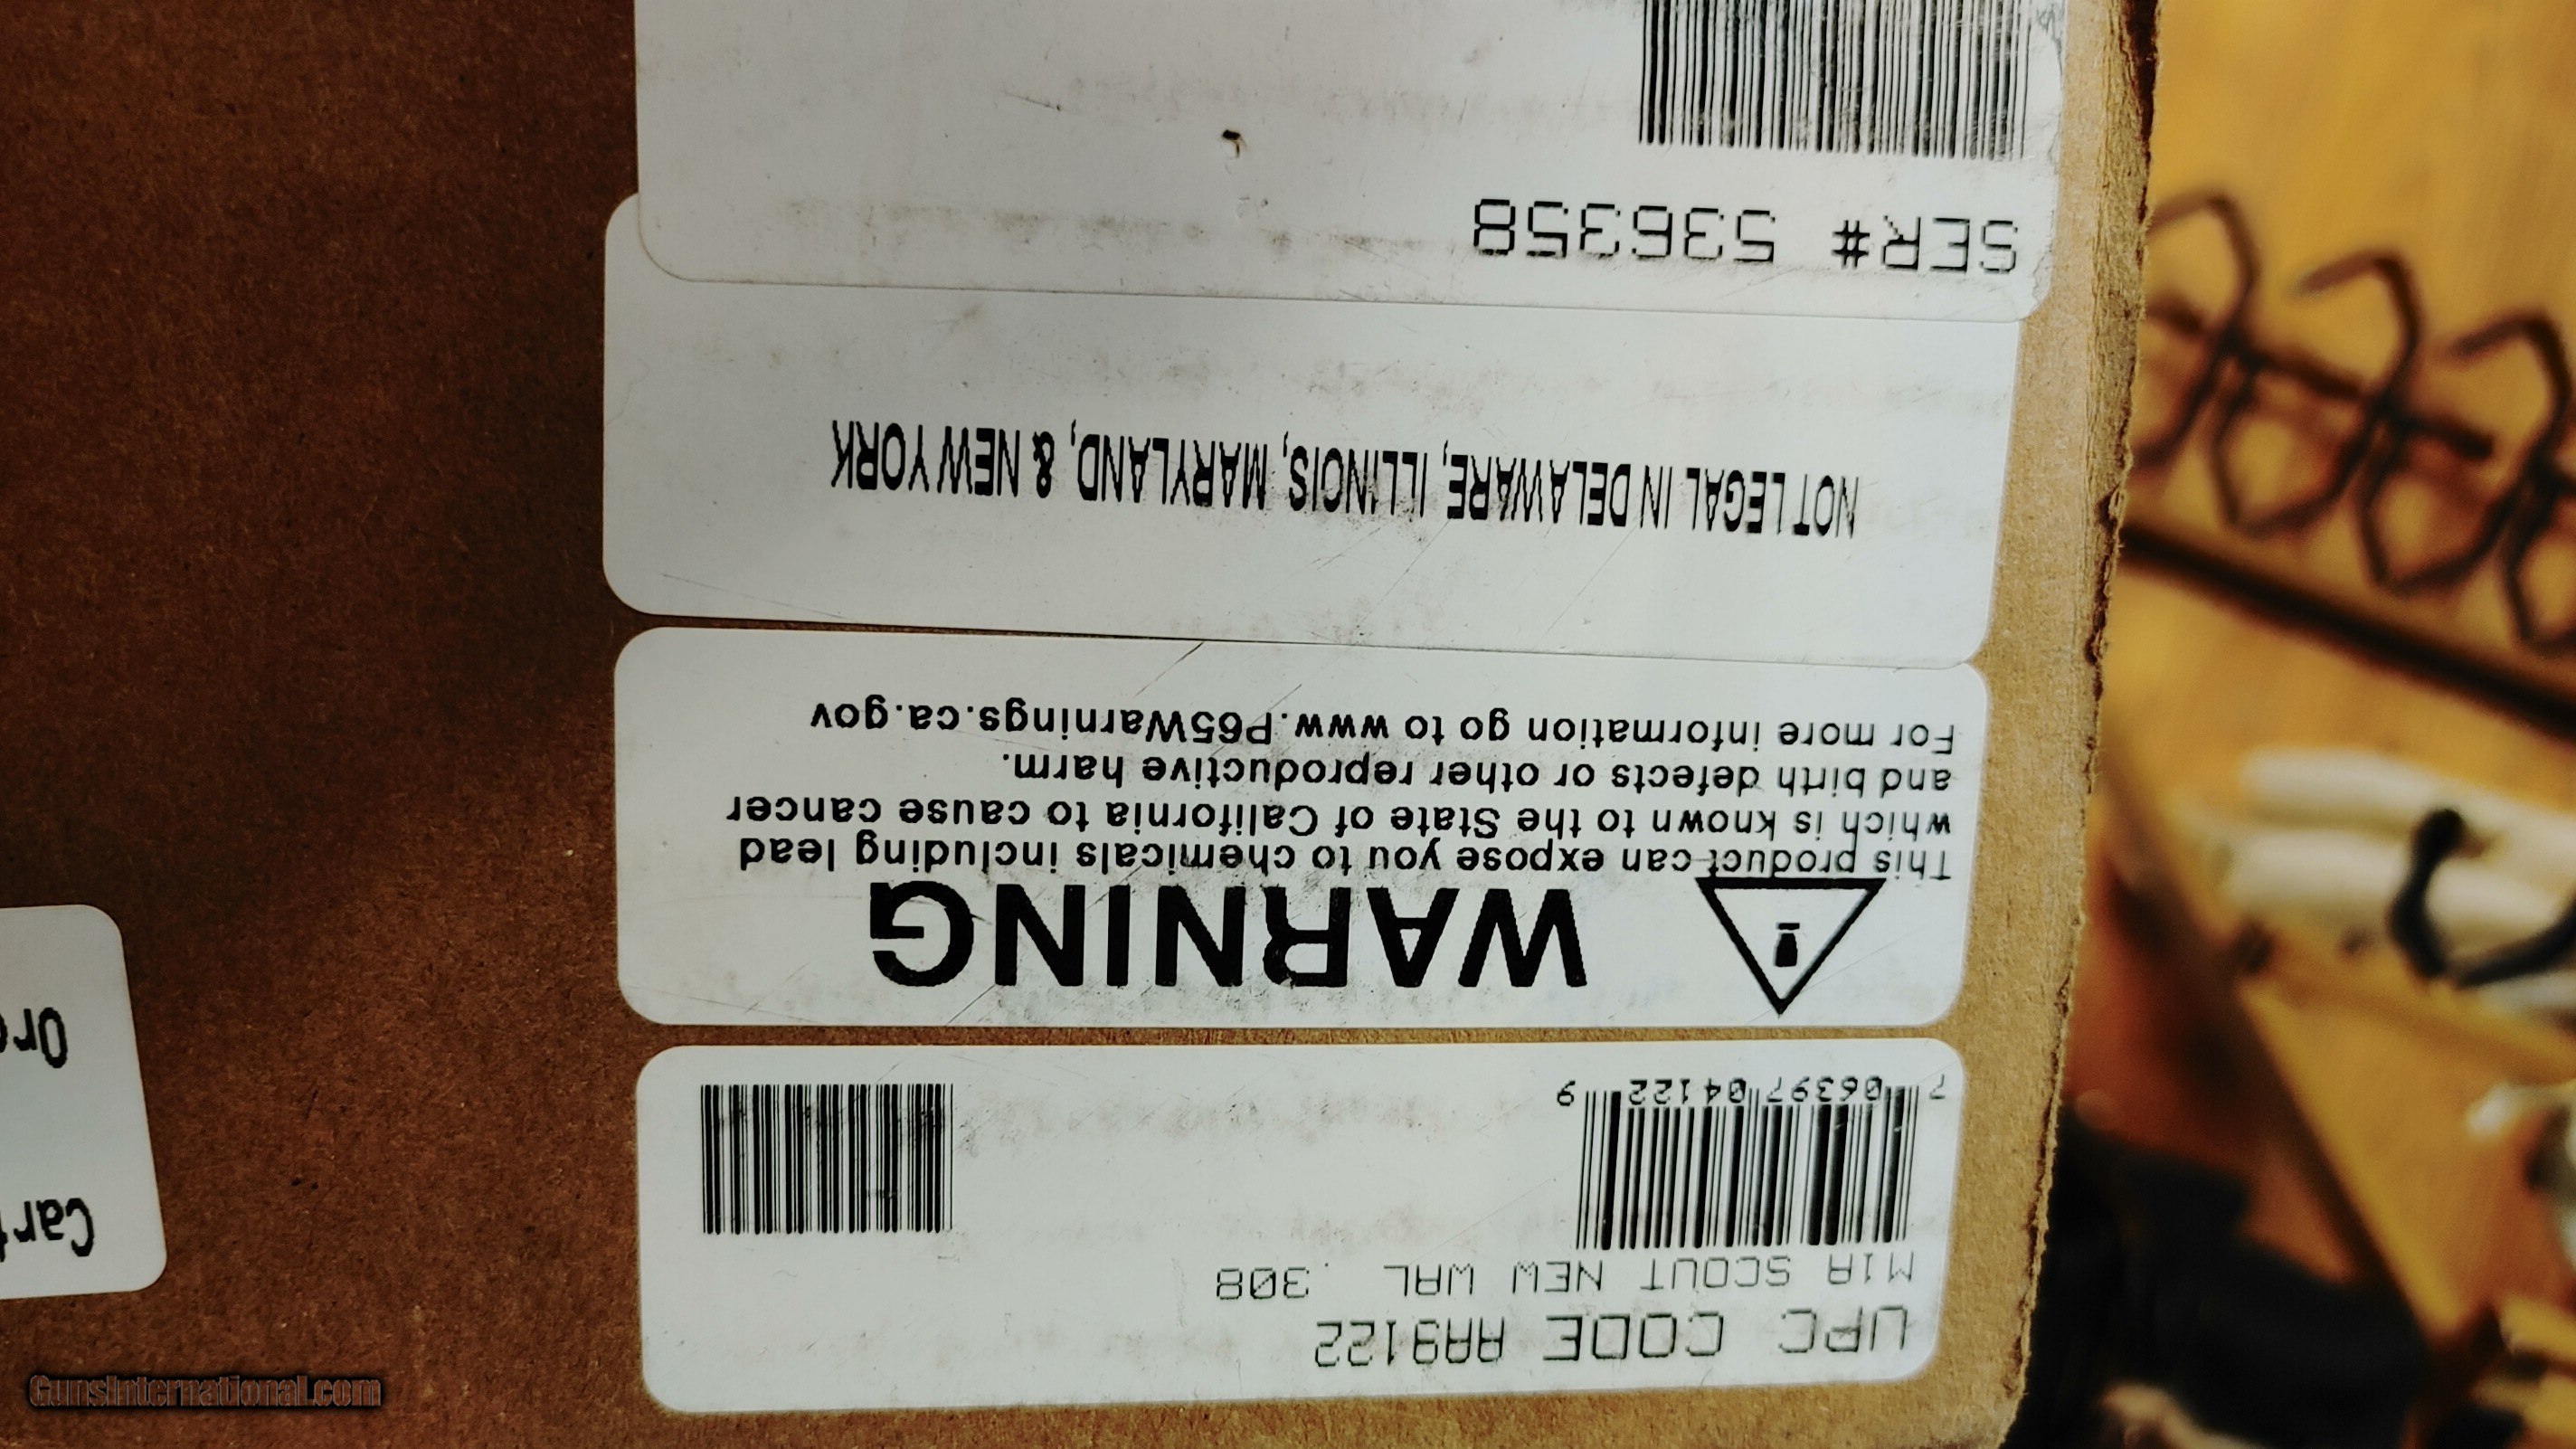 UPC CODE AA9122
M1A SCOUT NEW WAL .308
7 06397 04122 9
WARNING
This product can expose you to chemicals including lead
which is known to the State of California to cause cancer
and birth defects or other reproductive harm.
For more information go to www.P65Warnings.ca.gov
NOT LEGAL IN DELAWARE, ILLINOIS, MARYLAND, & NEW YORK
SER# 536358
Cart
Or
GunsInternational.com